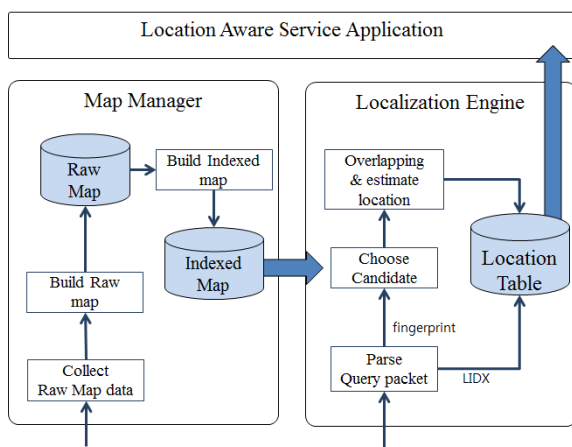 Location Aware Service Application
Map Manager
Raw
Map
Build Indexed
map
Indexed
Map
Build Raw
map
Collect
Raw Map data
Localization Engine
Overlapping
& estimate
location
Choose
Candidate
Location
Table
fingerprint
Parse
Query packet
LIDX